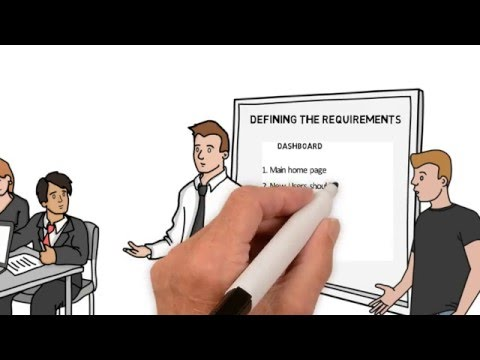 DEFINING THE REQUIREMENTS
DASHBOARD
1. Main home page
2. New Users shou